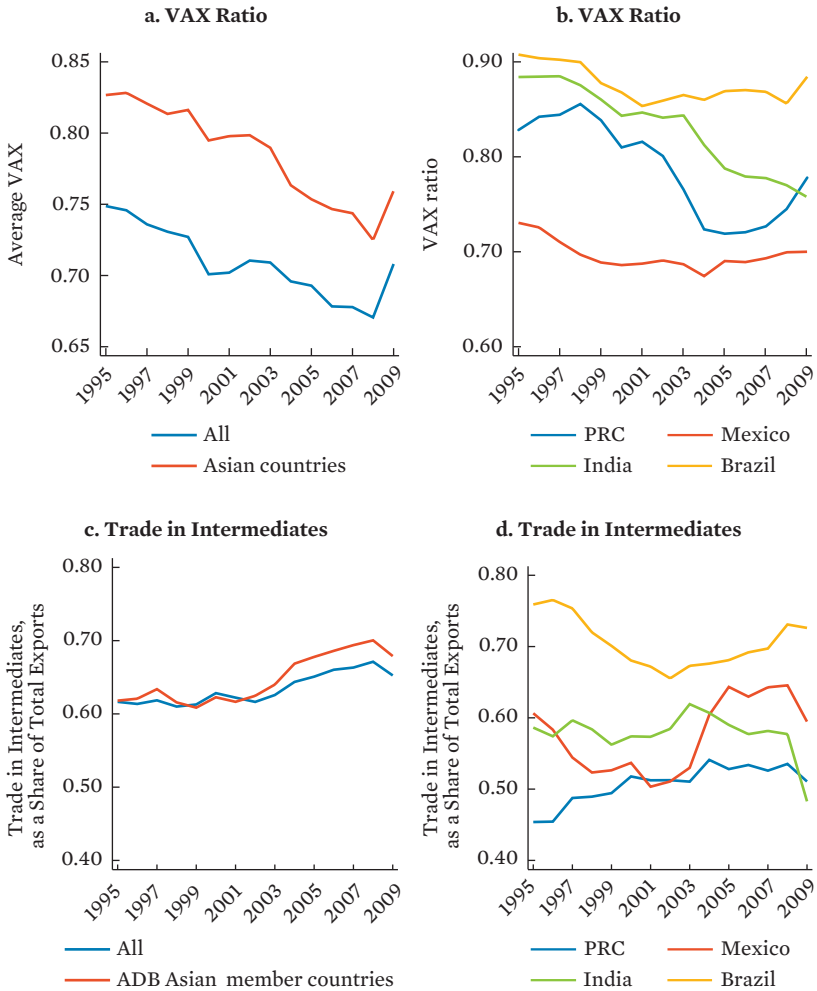 a. VAX Ratio
Average VAX
0.85
0.80
0.75
0.70
0.65
1995
1997
1999
2001
2003
2005
2007
2009
All
Asian countries
b. VAX Ratio
VAX ratio
0.90
0.80
0.70
0.60
1995
1997
1999
2001
2003
2005
2007
2009
PRC
Mexico
India
Brazil
c. Trade in Intermediates
Trade in Intermediates,
as a Share of Total Exports
0.80
0.70
0.60
0.50
0.40
1995
1997
1999
2001
2003
2005
2007
2009
All
ADB Asian member countries
d. Trade in Intermediates
Trade in Intermediates,
as a Share of Total Exports
0.80
0.70
0.60
0.50
0.40
1995
1997
1999
2001
2003
2005
2007
2009
PRC
Mexico
India
Brazil